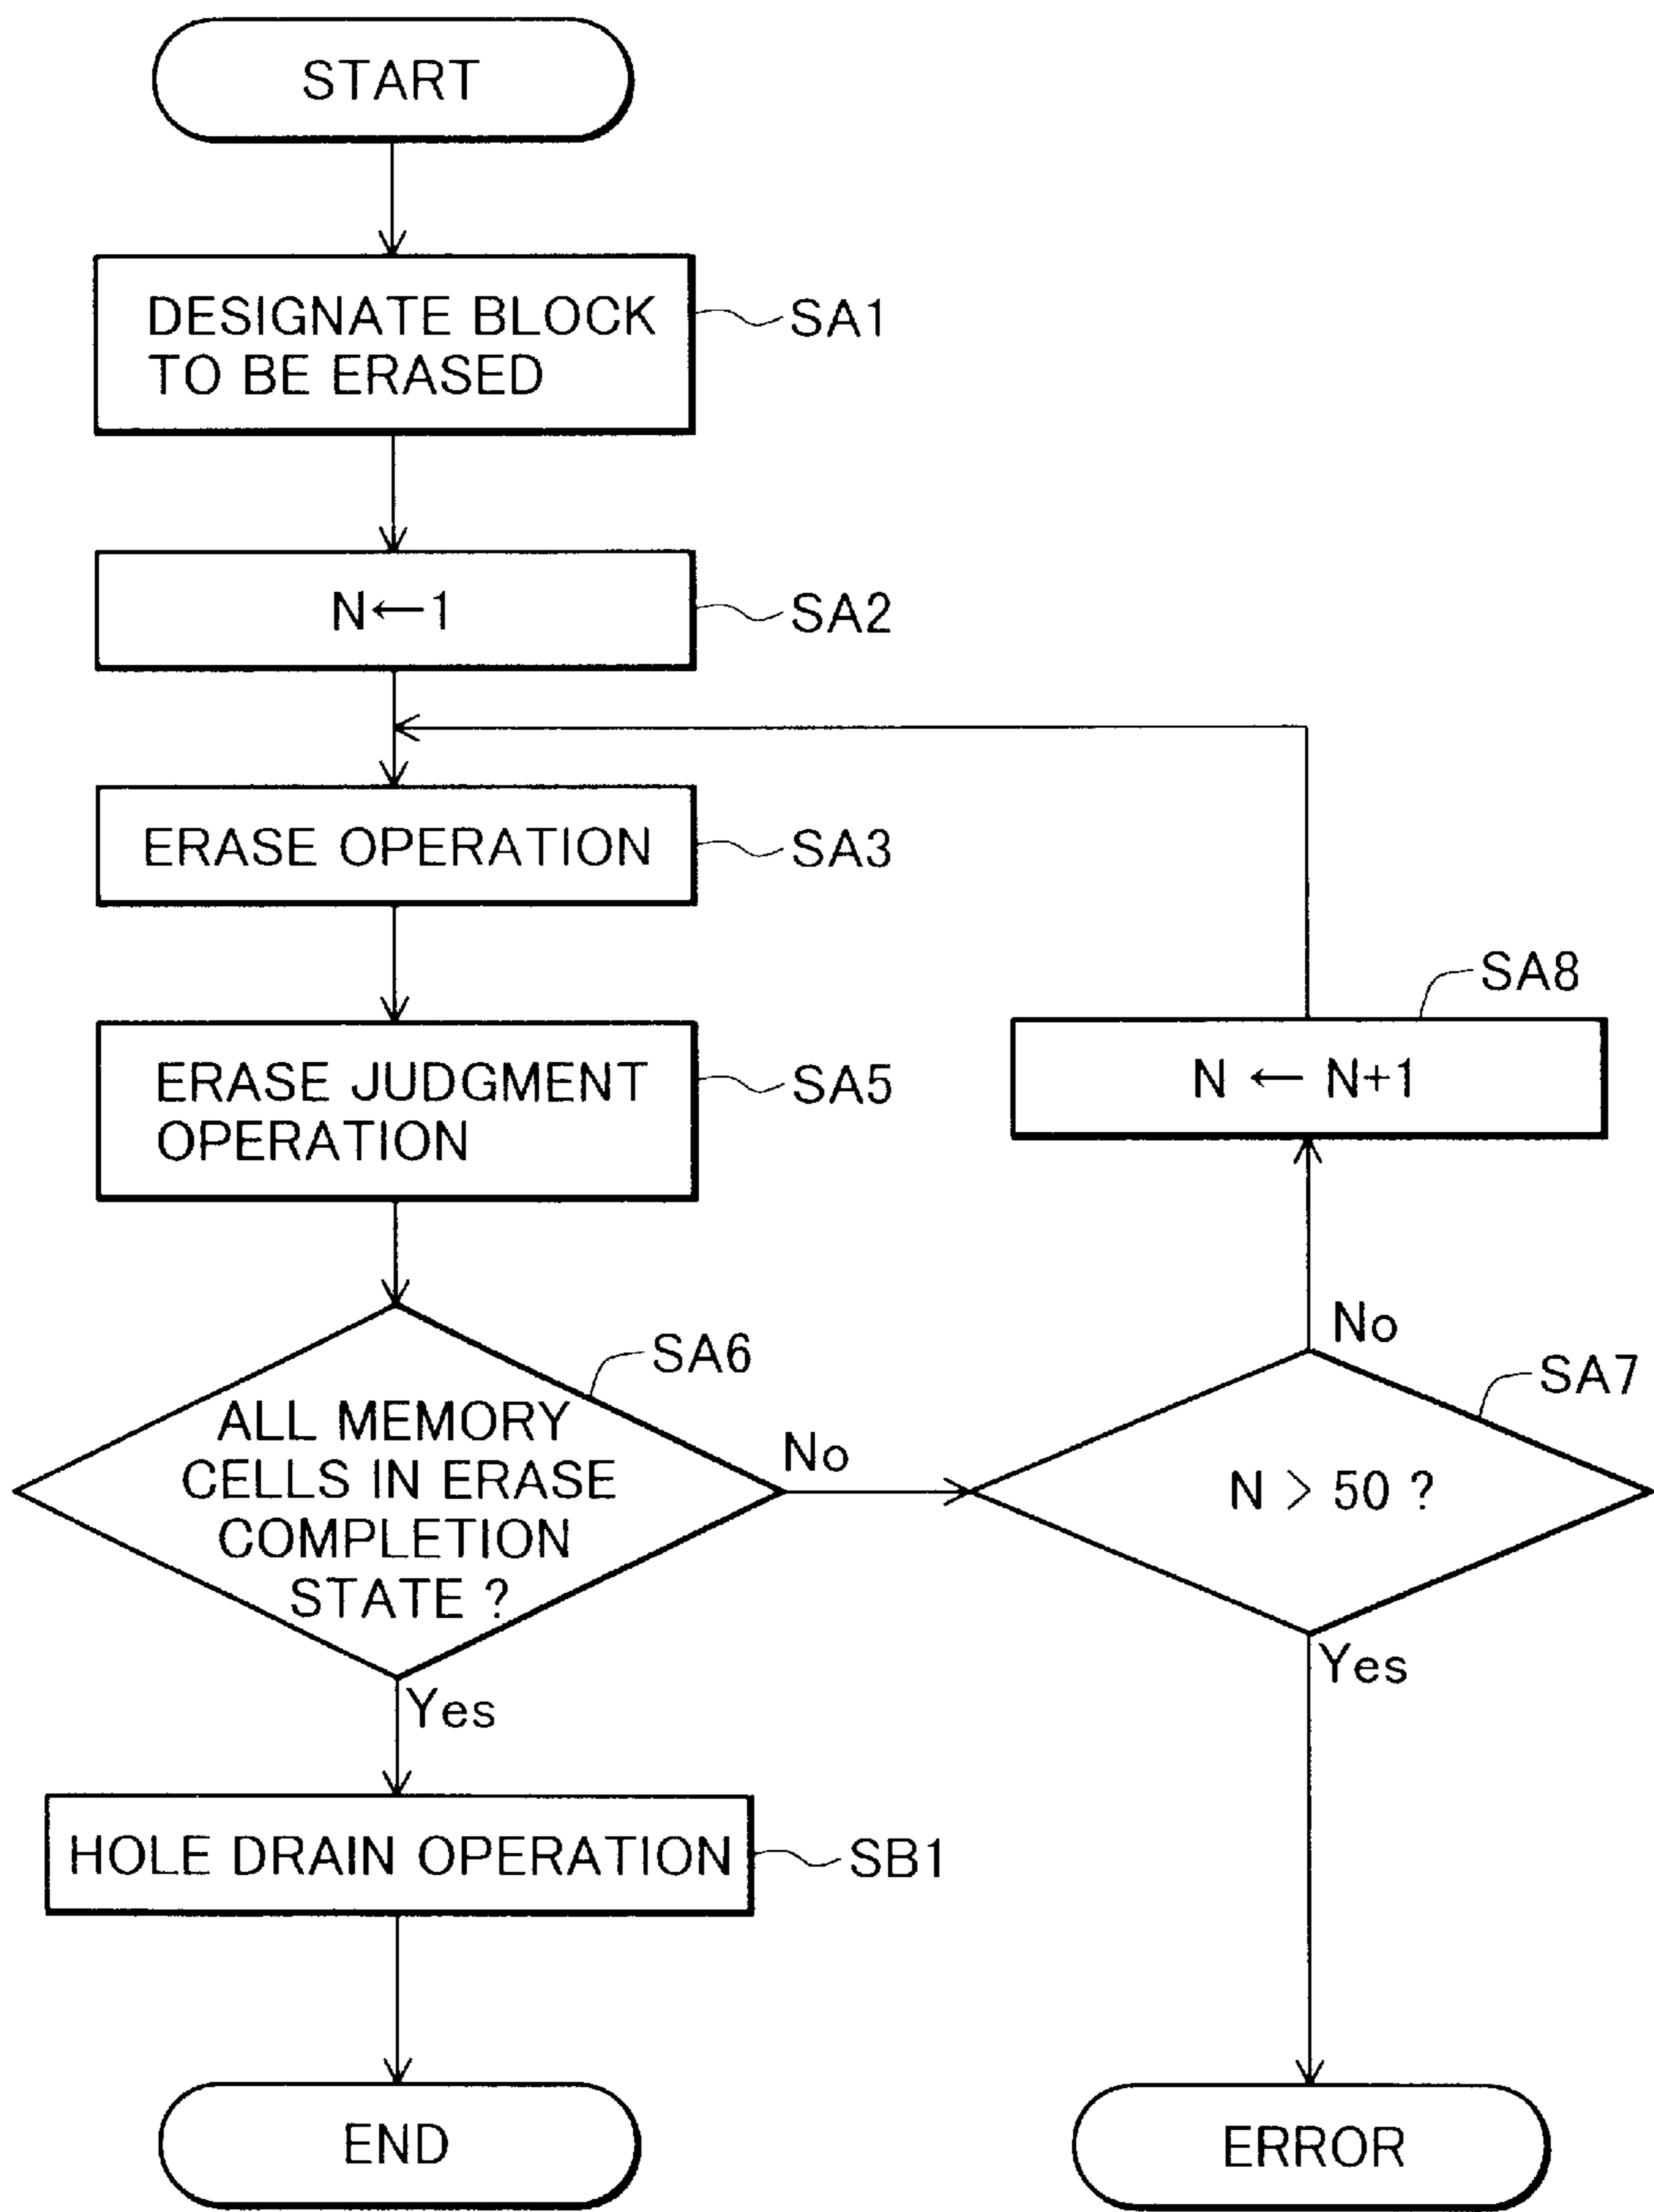 START
DESIGNATE BLOCK
TO BE ERASED
SA1
N←1
SA2
ERASE OPERATION
SA3
ERASE JUDGMENT
OPERATION
SA5
ALL MEMORY
CELLS IN ERASE
COMPLETION
STATE ?
SA6
No
Yes
N > 50 ?
SA7
No
Yes
N ← N+1
SA8
HOLE DRAIN OPERATION
SB1
END
ERROR